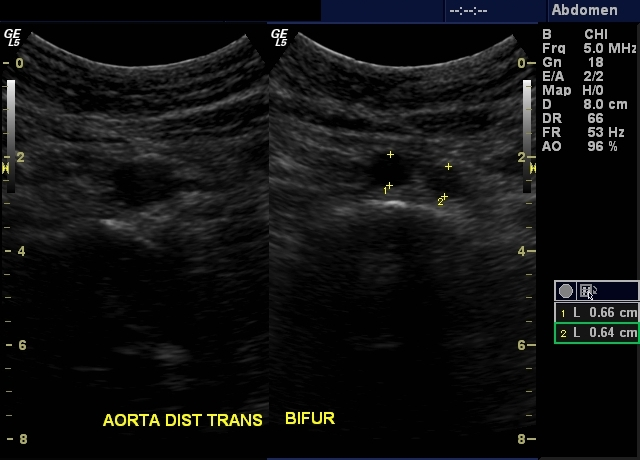 --:--:-- Abdomen
GE GE
L5 L5
B CHI
Frq 5.0 MHz
Gn 18
E/A 2/2
Map H/0
D 8.0 cm
DR 66
FR 53 Hz
AO 96 %
0 0
2 2
4 4
6 6
8 8
1
2
1 L 0.66 cm
2 L 0.64 cm
AORTA DIST TRANS BIFUR